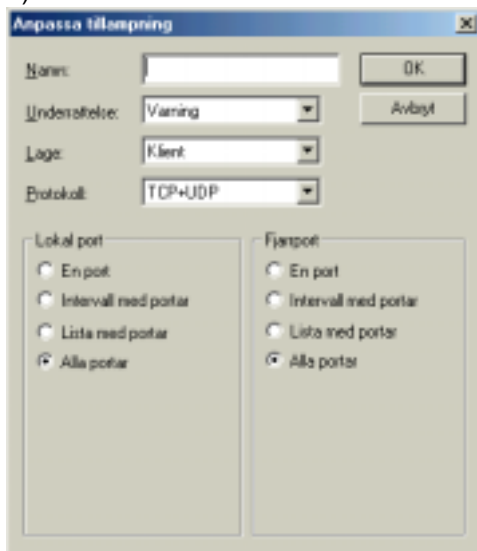 Anpassa tillämpning
Namn:
OK
Underrättelse:
Varning
Avbryt
Läge:
Klient
Protokoll:
TCP+UDP
Lokal port
En port
Intervall med portar
Lista med portar
Alla portar
Fjärrport
En port
Intervall med portar
Lista med portar
Alla portar